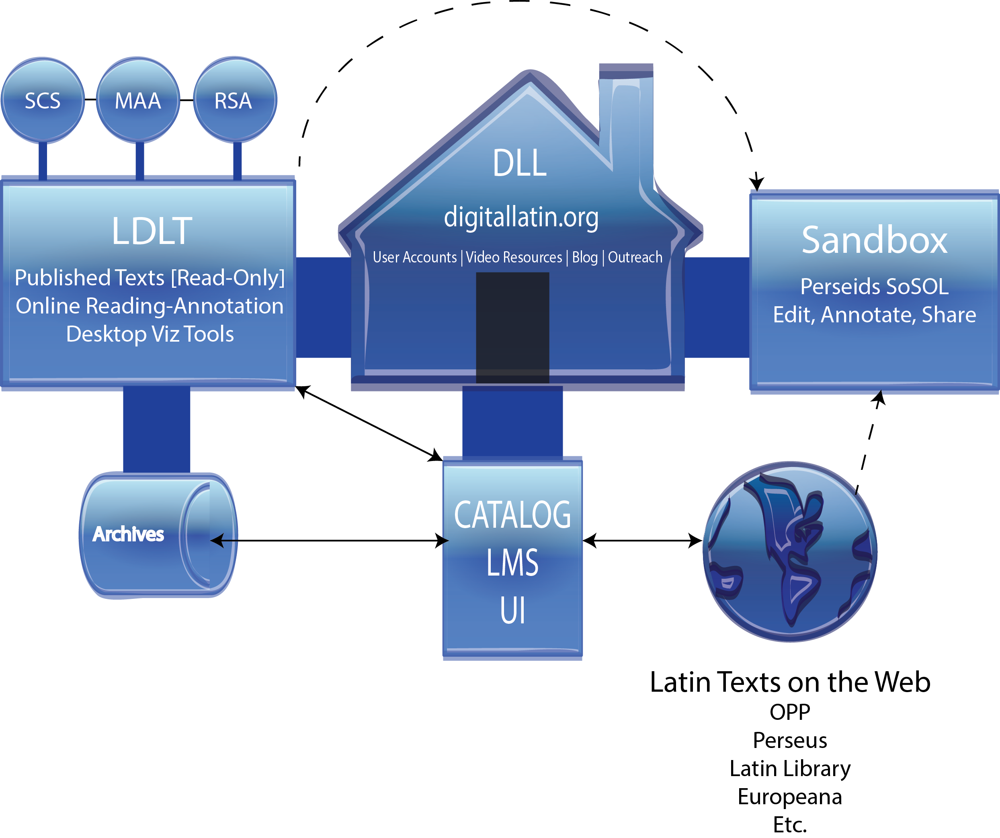 SCS
MAA
RSA
LDLT
Published Texts [Read-Only]
Online Reading-Annotation
Desktop Viz Tools
DLL
digitallatin.org
User Accounts | Video Resources | Blog | Outreach
Sandbox
Perseids SoSOL
Edit, Annotate, Share
Archives
CATALOG
LMS
UI
Latin Texts on the Web
OPP
Perseus
Latin Library
Europeana
Etc.